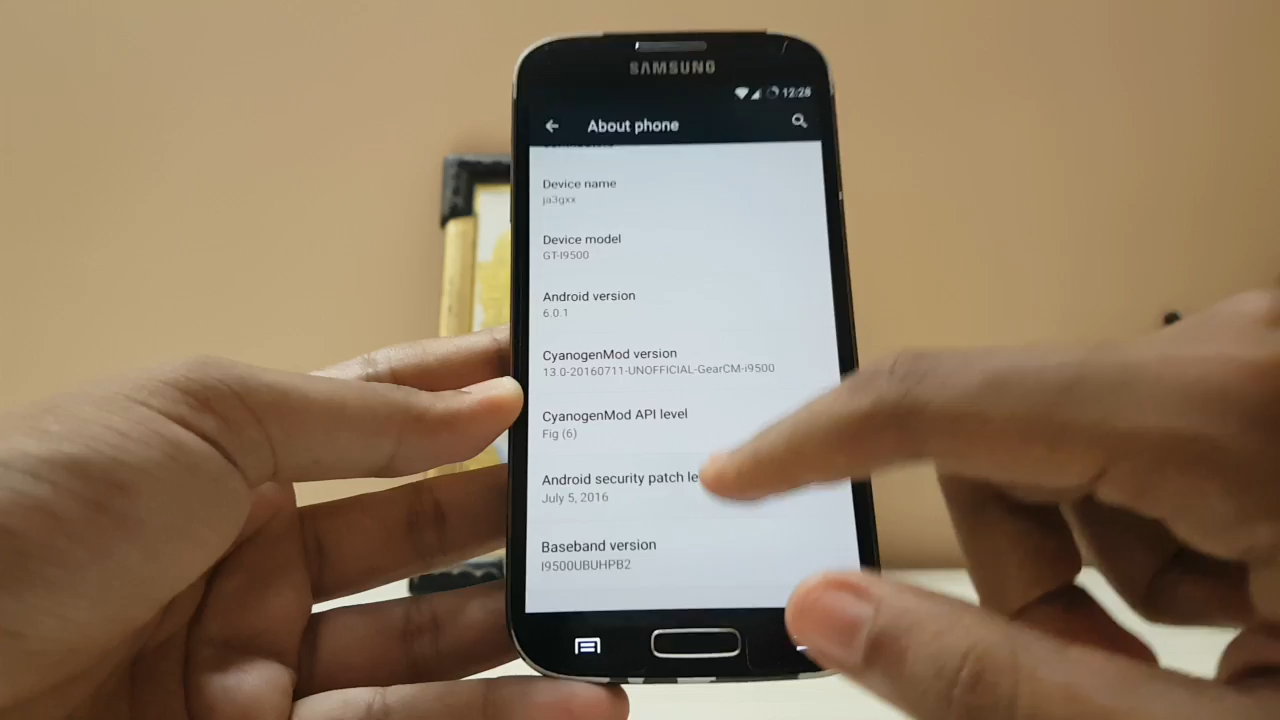 SAMSUNG
12:28
About phone
Device name
ja3gxx
Device model
GT-I9500
Android version
6.0.1
CyanogenMod version
13.0-20160711-UNOFFICIAL-GearCM-i9500
CyanogenMod API level
Fig (6)
Android security patch le
July 5, 2016
Baseband version
I9500UBUHPB2